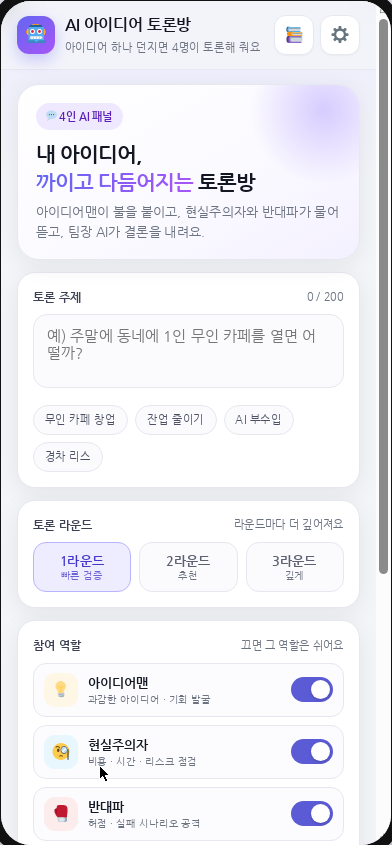 AI 아이디어 토론방
아이디어 하나 던지면 4명이 토론해 줘요
4인 AI 패널
내 아이디어,
까이고 다듬어지는 토론방
아이디어맨이 불을 붙이고, 현실주의자와 반대파가 물어
뜯고, 팀장 AI가 결론을 내려요.
토론 주제
0 / 200
예) 주말에 동네에 1인 무인 카페를 열면 어
떨까?
무인 카페 창업
잔업 줄이기
AI 부수입
경차 리스
토론 라운드
라운드마다 더 깊어져요
1라운드
빠른 검증
2라운드
추천
3라운드
깊게
참여 역할
끄면 그 역할은 쉬어요
아이디어맨
과감한 아이디어 · 기회 발굴
현실주의자
비용 · 시간 · 리스크 점검
반대파
허점 · 실패 시나리오 공격